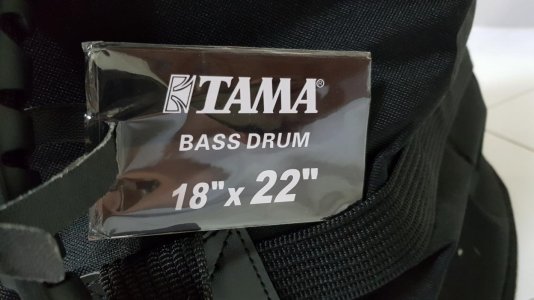 TAMA®
BASS DRUM
18" x 22"